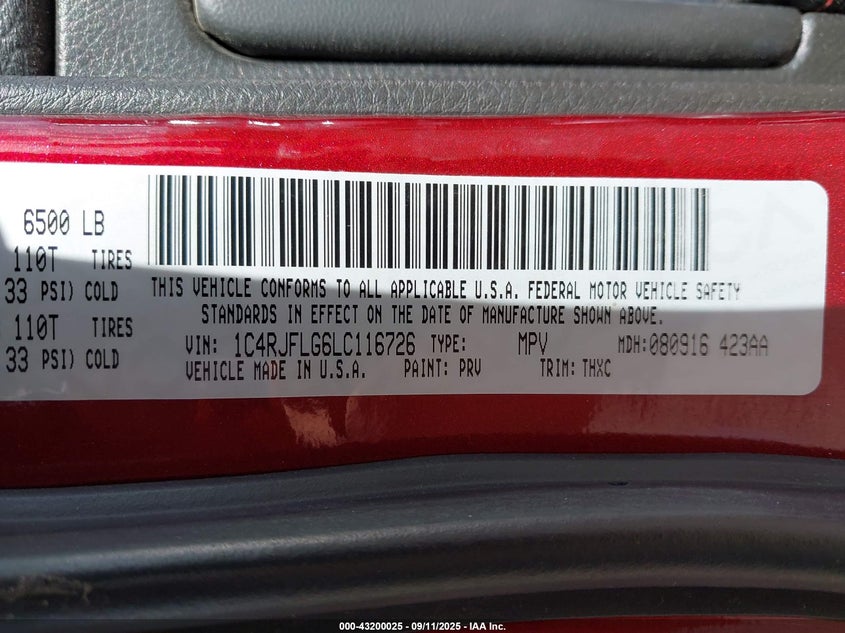 6500 LB
110T TIRES
33 PSI) COLD
110T TIRES
33 PSI) COLD
THIS VEHICLE CONFORMS TO ALL APPLICABLE U.S.A. FEDERAL MOTOR VEHICLE SAFETY
STANDARDS IN EFFECT ON THE DATE OF MANUFACTURE SHOWN ABOVE.
VIN: 1C4RJFLG6LC116726 TYPE: MPV MDH:080916 423AA
VEHICLE MADE IN U.S.A. PAINT: PRV TRIM: THXC
000-43200025 - 09/11/2025 - IAA Inc.